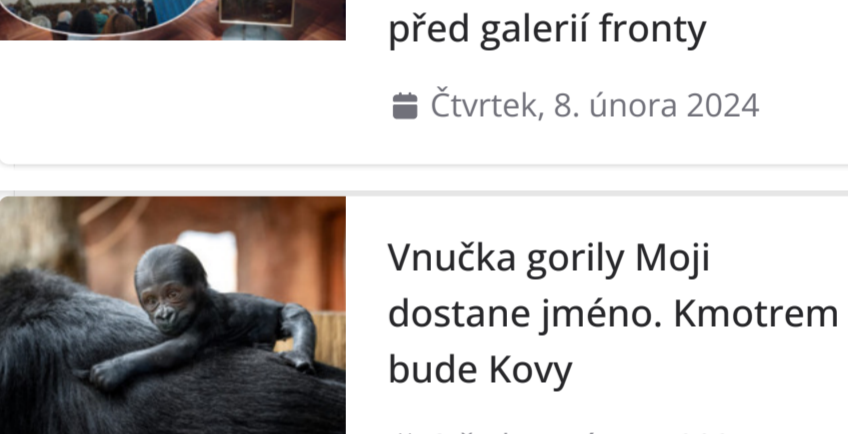 před galerií fronty
Čtvrtek, 8. února 2024
Vnučka gorily Moji
dostane jméno. Kmotrem
bude Kovy